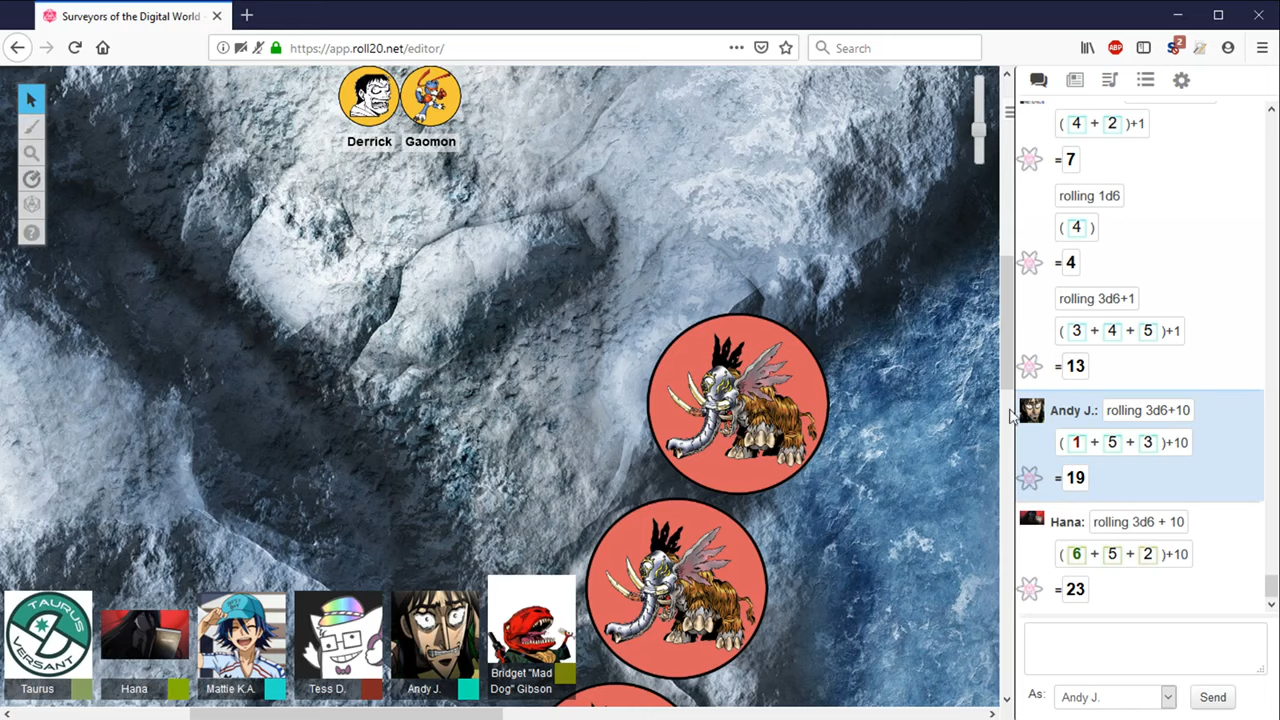 Surveyors of the Digital World
https://app.roll20.net/editor/
Search
ABP
2
Derrick
Gaomon
( 4 + 2 )+1
= 7
rolling 1d6
( 4 )
= 4
rolling 3d6+1
( 3 + 4 + 5 )+1
= 13
Andy J.: rolling 3d6+10
( 1 + 5 + 3 )+10
= 19
Hana: rolling 3d6 + 10
( 6 + 5 + 2 )+10
= 23
TAURUS
VERSANT
Taurus
Hana
Mattie K.A.
Tess D.
Andy J.
Bridget "Mad
Dog" Gibson
As: Andy J.
Send